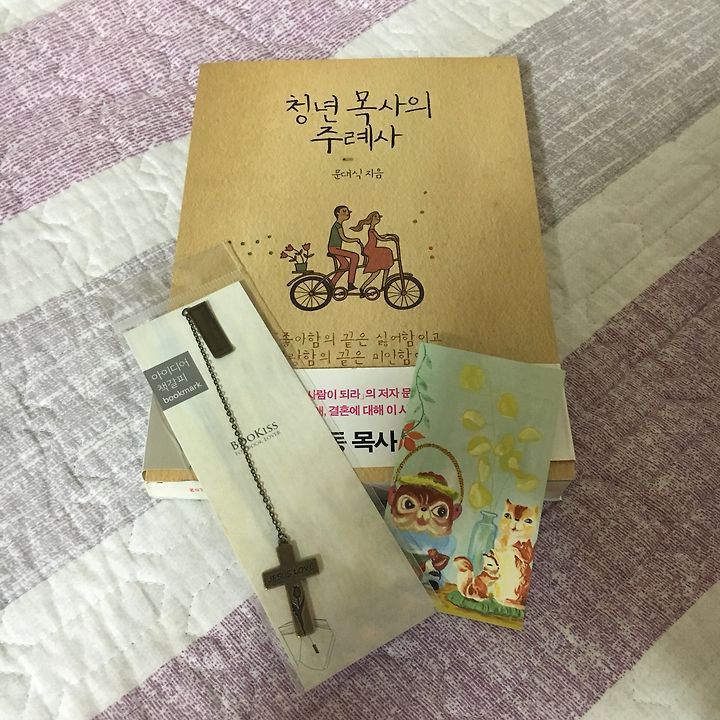 청년 목사의
주례사
문대식 지음
좋아함의 끝은 싫어함이고
함의 끝은 미안함
사람이 되라」의 저자 문
결혼에 대해 이 시
동 목사
아이디어
책갈피
bookmark
BOOKISS
BOOK LOVER
JESUS LOVE